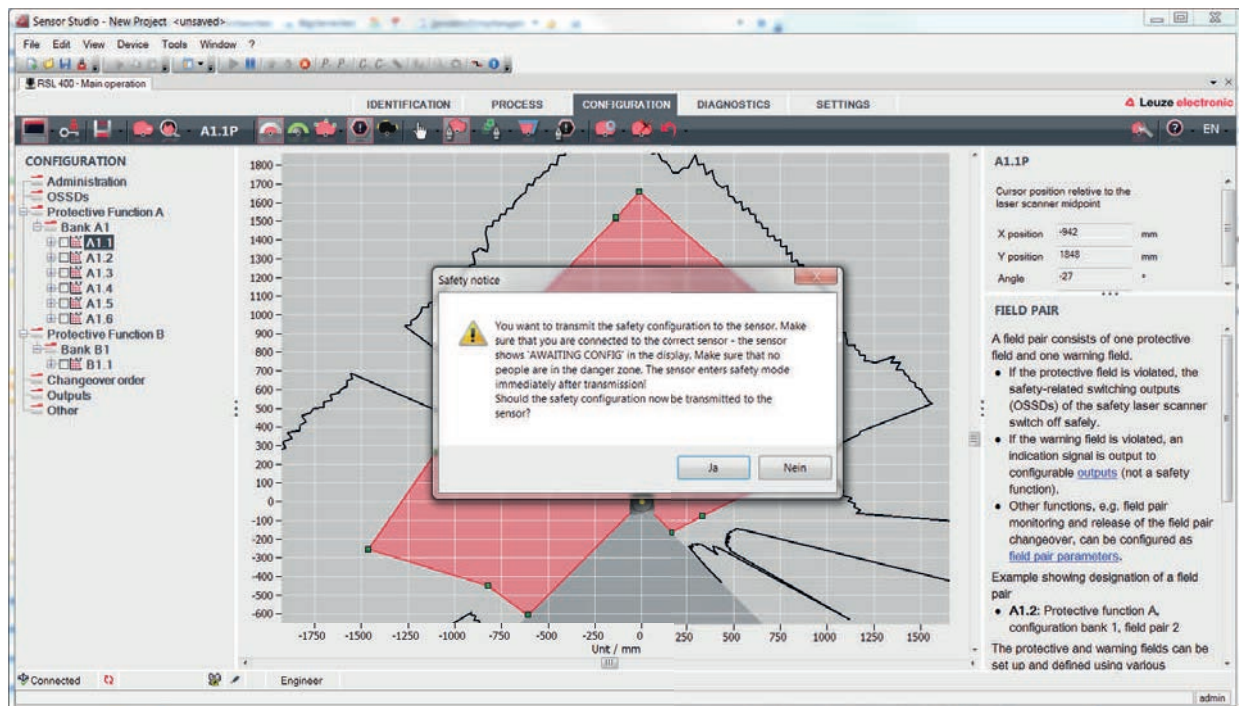 Sensor Studio - New Project <unsaved>
File Edit View Device Tools Window ?
RSL 400 - Main operation
IDENTIFICATION PROCESS CONFIGURATION DIAGNOSTICS SETTINGS
Leuze electronic
A1.1P
EN
CONFIGURATION
Administration
OSSDs
Protective Function A
Bank A1
A1.1
A1.2
A1.3
A1.4
A1.5
A1.6
Protective Function B
Bank B1
B1.1
Changeover order
Outputs
Other
1800
1700
1600
1500
1400
1300
1200
1100
1000
900
800
700
600
500
400
300
200
100
0
-100
-200
-300
-400
-500
-600
-1750 -1500 -1250 -1000 -750 -500 -250 0 250 500 750 1000 1250 1500
Unt / mm
Safety notice
You want to transmit the safety configuration to the sensor. Make
sure that you are connected to the correct sensor - the sensor
shows 'AWAITING CONFIG' in the display. Make sure that no
people are in the danger zone. The sensor enters safety mode
immediately after transmission!
Should the safety configuration now be transmitted to the
sensor?
Ja Nein
A1.1P
Cursor position relative to the
laser scanner midpoint
X position -942 mm
Y position 1848 mm
Angle -27 °
FIELD PAIR
A field pair consists of one protective
field and one warning field.
• If the protective field is violated, the
safety-related switching outputs
(OSSDs) of the safety laser scanner
switch off safely.
• If the warning field is violated, an
indication signal is output to
configurable outputs (not a safety
function).
• Other functions, e.g. field pair
monitoring and release of the field pair
changeover, can be configured as
field pair parameters.
Example showing designation of a field
pair
• A1.2: Protective function A,
configuration bank 1, field pair 2
The protective and warning fields can be
set up and defined using various
Connected
Engineer
admin